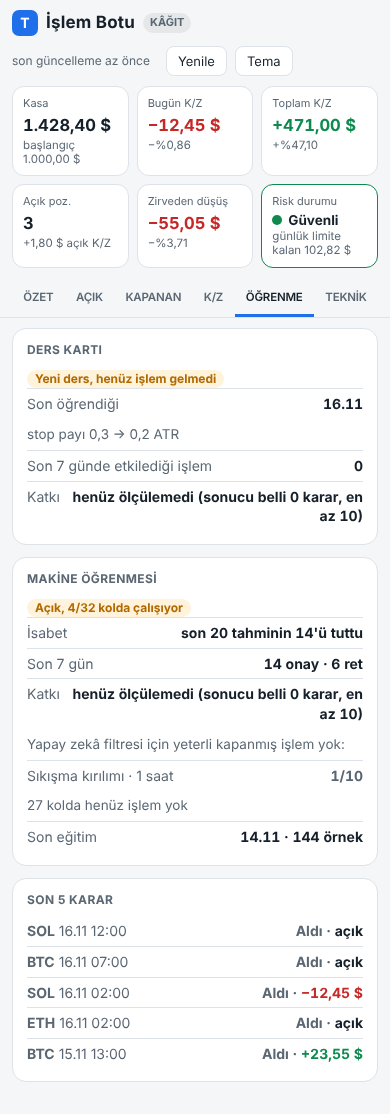 T İşlem Botu KÂĞIT
son güncelleme az önce Yenile Tema
Kasa
1.428,40 $
başlangıç
1.000,00 $
Bugün K/Z
−12,45 $
−%0,86
Toplam K/Z
+471,00 $
+%47,10
Açık poz.
3
+1,80 $ açık K/Z
Zirveden düşüş
−55,05 $
−%3,71
Risk durumu
Güvenli
günlük limite
kalan 102,82 $
ÖZET AÇIK KAPANAN K/Z ÖĞRENME TEKNİK
DERS KARTI
Yeni ders, henüz işlem gelmedi
Son öğrendiği 16.11
stop payı 0,3 → 0,2 ATR
Son 7 günde etkilediği işlem 0
Katkı henüz ölçülemedi (sonucu belli 0 karar, en
az 10)
MAKİNE ÖĞRENMESİ
Açık, 4/32 kolda çalışıyor
İsabet son 20 tahminin 14'ü tuttu
Son 7 gün 14 onay · 6 ret
Katkı henüz ölçülemedi (sonucu belli 0 karar, en
az 10)
Yapay zekâ filtresi için yeterli kapanmış işlem yok:
Sıkışma kırılımı · 1 saat 1/10
27 kolda henüz işlem yok
Son eğitim 14.11 · 144 örnek
SON 5 KARAR
SOL 16.11 12:00 Aldı · açık
BTC 16.11 07:00 Aldı · açık
SOL 16.11 02:00 Aldı · −12,45 $
ETH 16.11 02:00 Aldı · açık
BTC 15.11 13:00 Aldı · +23,55 $